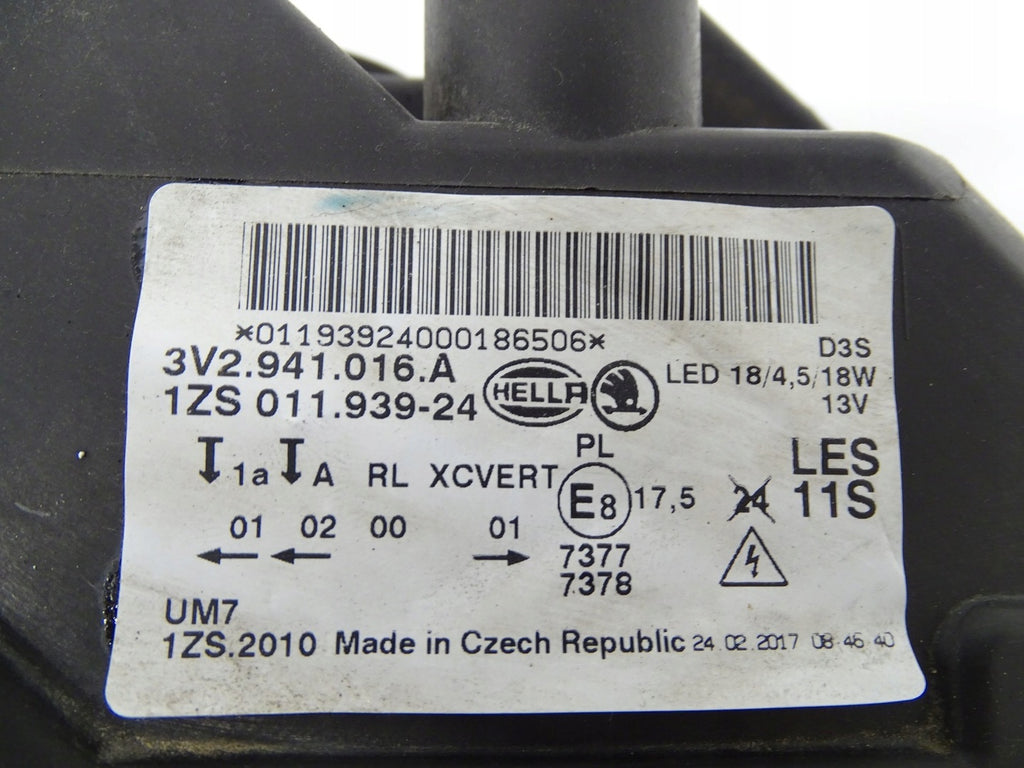 *01193924000186506*
3V2.941.016.A
1ZS 011.939-24
HELLA
D3S
LED 18/4,5/18W
13V
PL
LES
11S
1a A RL XCVERT
E8 17,5 24
01 02 00 01
7377
7378
UM7
1ZS.2010 Made in Czech Republic 24.02.2017 08:46:40